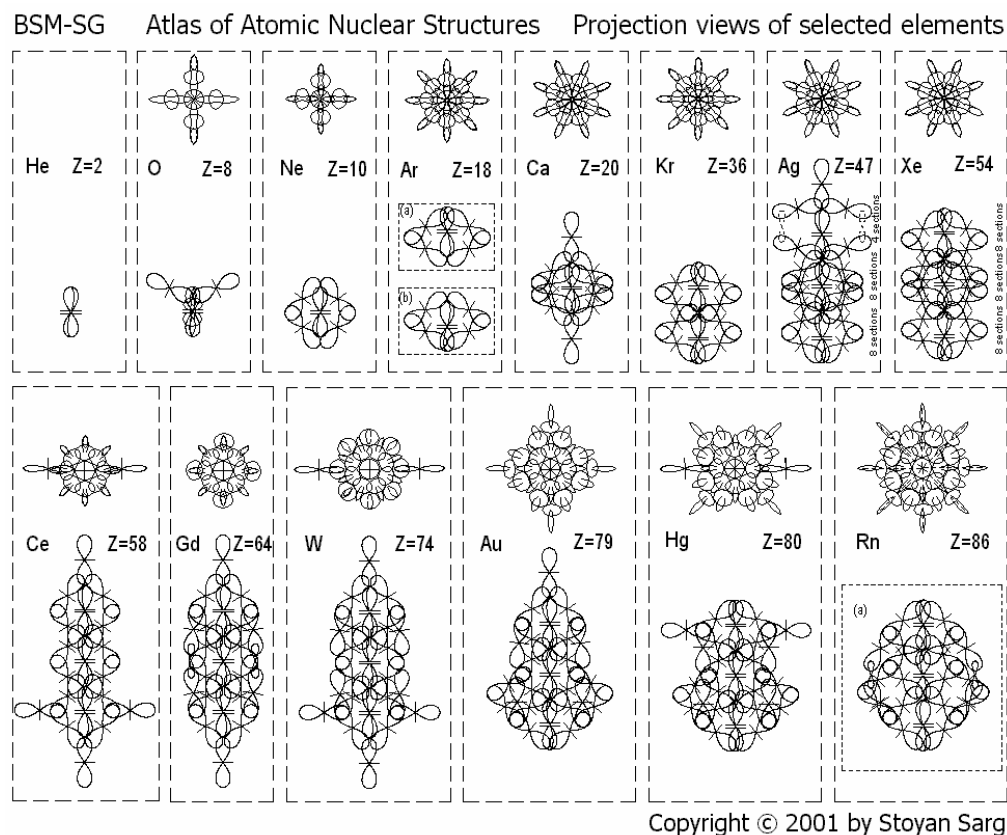 BSM-SG Atlas of Atomic Nuclear Structures Projection views of selected elements
He Z=2 O Z=8 Ne Z=10 Ar Z=18 Ca Z=20 Kr Z=36 Ag Z=47 Xe Z=54
(a)
(b)
8 sections 8 sections 4 sections
8 sections 8 sections
Ce Z=58 Gd Z=64 W Z=74 Au Z=79 Hg Z=80 Rn Z=86
(a)
Copyright © 2001 by Stoyan Sarg